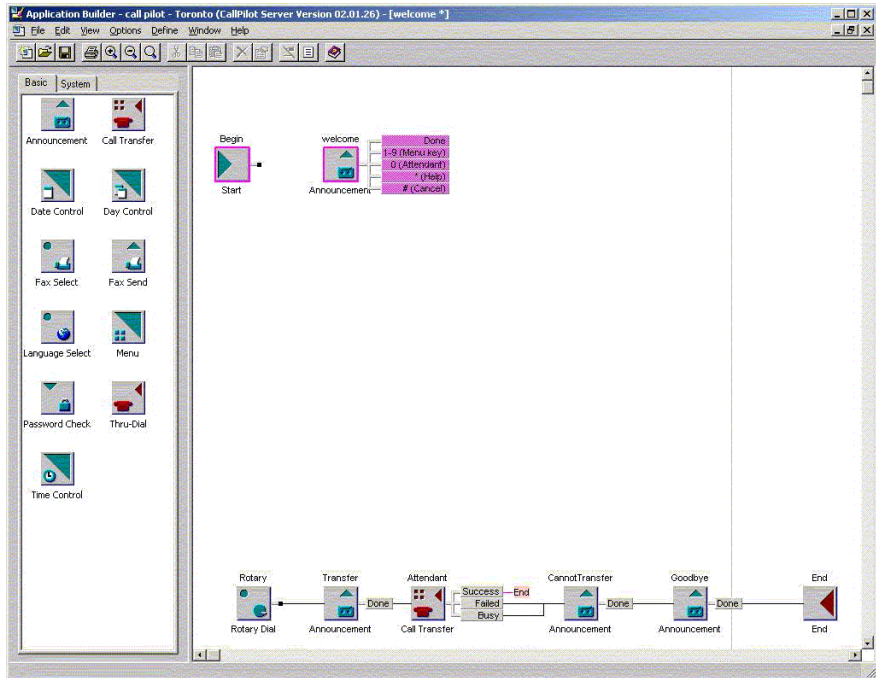 Application Builder - call pilot - Toronto (CallPilot Server Version 02.01.26) - [welcome *]
File Edit View Options Define Window Help
Basic System
Announcement Call Transfer
Date Control Day Control
Fax Select Fax Send
Language Select Menu
Password Check Thru-Dial
Time Control
Begin welcome Done
1-9 (Menu key)
0 (Attendant)
* (Help)
Start Announcement # (Cancel)
Rotary Transfer Attendant CannotTransfer Goodbye End
Success End
Done Failed Done Done
Busy
Rotary Dial Announcement Call Transfer Announcement Announcement End